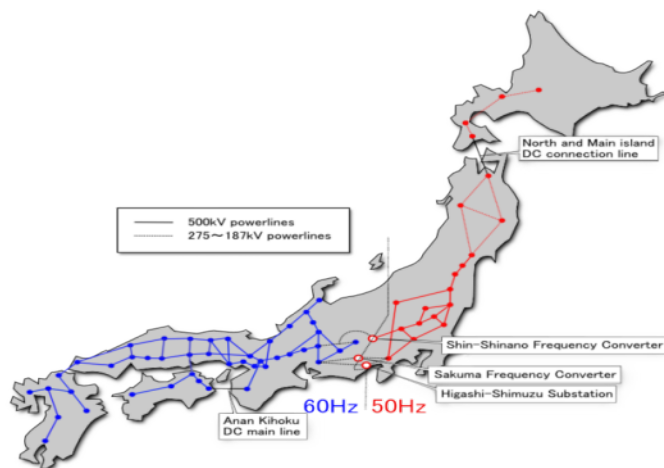 North and Main island
DC connection line
500kV powerlines
275～187kV powerlines
Shin-Shinano Frequency Converter
Sakuma Frequency Converter
Higashi-Shimuzu Substation
60Hz
50Hz
Anan Kihoku
DC main line